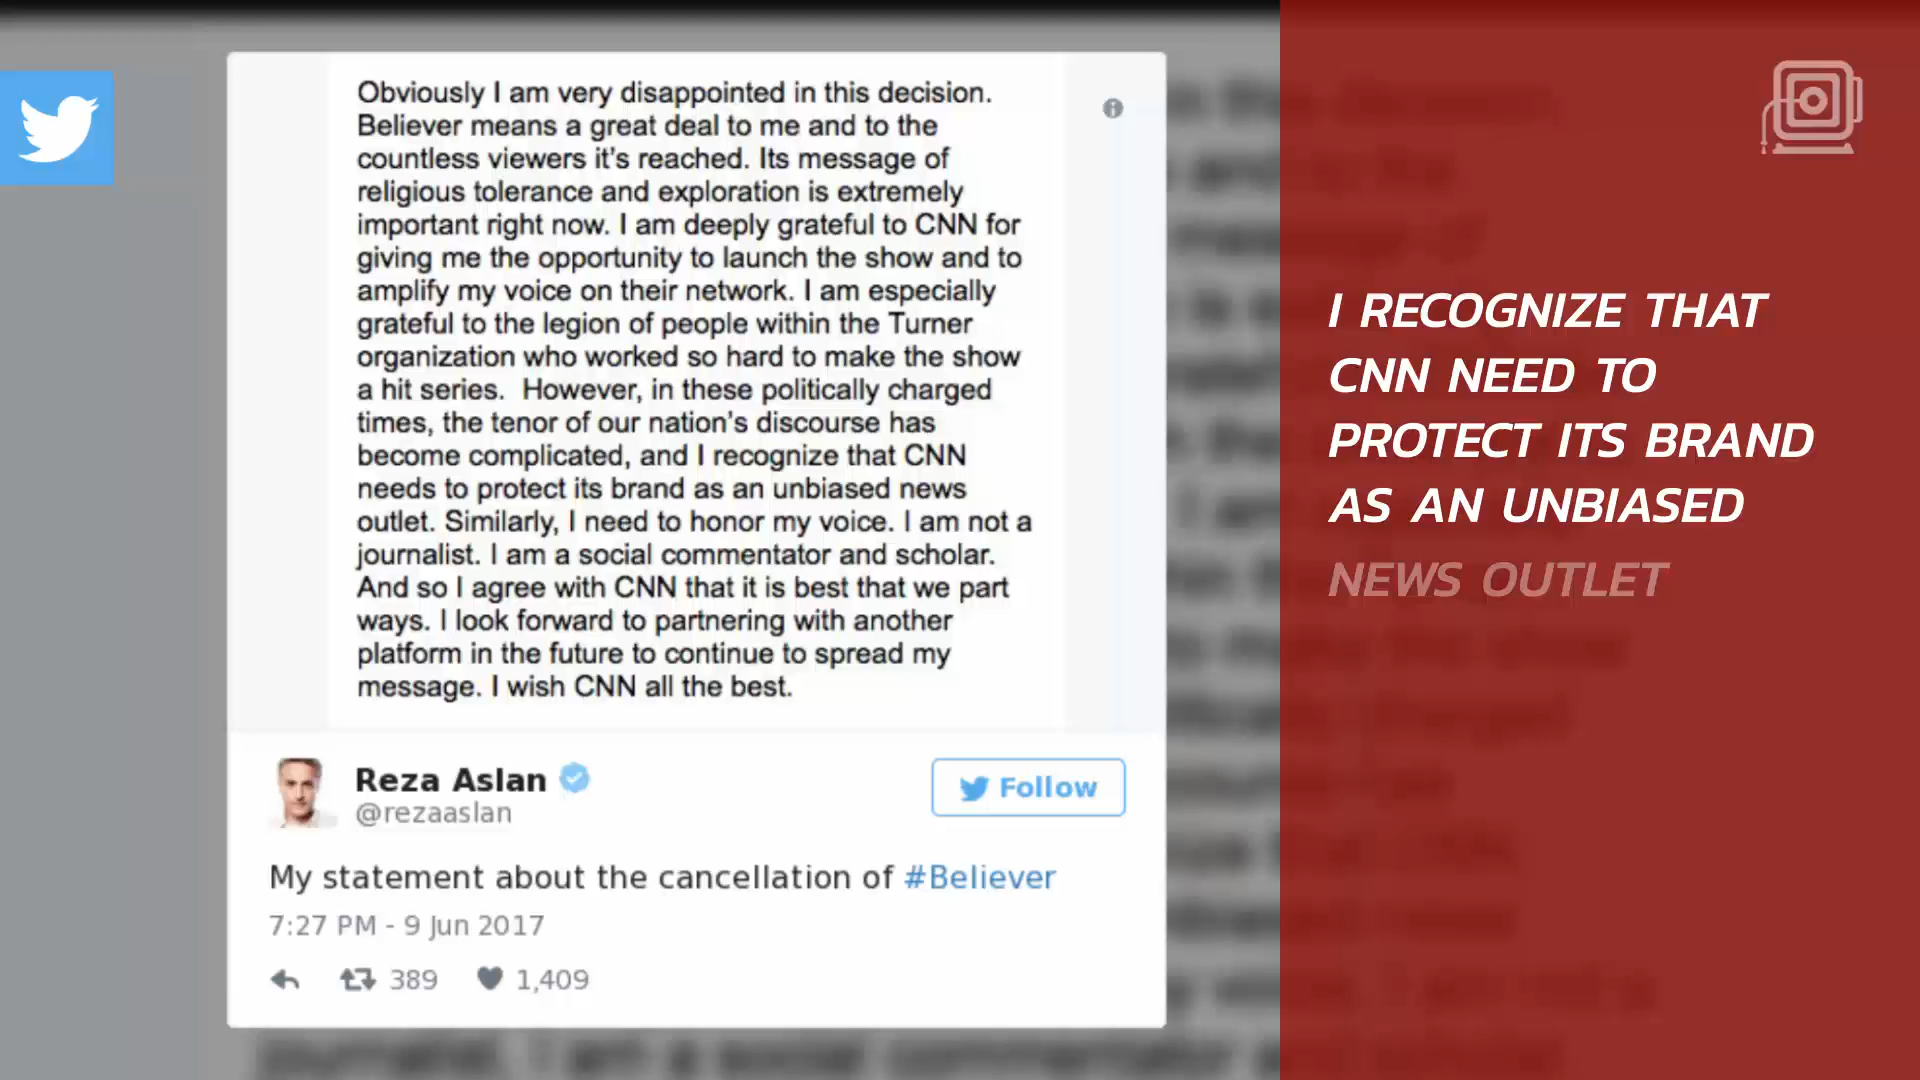 Obviously I am very disappointed in this decision.
Believer means a great deal to me and to the
countless viewers it's reached. Its message of
religious tolerance and exploration is extremely
important right now. I am deeply grateful to CNN for
giving me the opportunity to launch the show and to
amplify my voice on their network. I am especially
grateful to the legion of people within the Turner
organization who worked so hard to make the show
a hit series.  However, in these politically charged
times, the tenor of our nation's discourse has
become complicated, and I recognize that CNN
needs to protect its brand as an unbiased news
outlet. Similarly, I need to honor my voice. I am not a
journalist. I am a social commentator and scholar.
And so I agree with CNN that it is best that we part
ways. I look forward to partnering with another
platform in the future to continue to spread my
message. I wish CNN all the best.
Reza Aslan
@rezaaslan
Follow
My statement about the cancellation of #Believer
7:27 PM - 9 Jun 2017
389 1,409
I RECOGNIZE THAT
CNN NEED TO
PROTECT ITS BRAND
AS AN UNBIASED
NEWS OUTLET